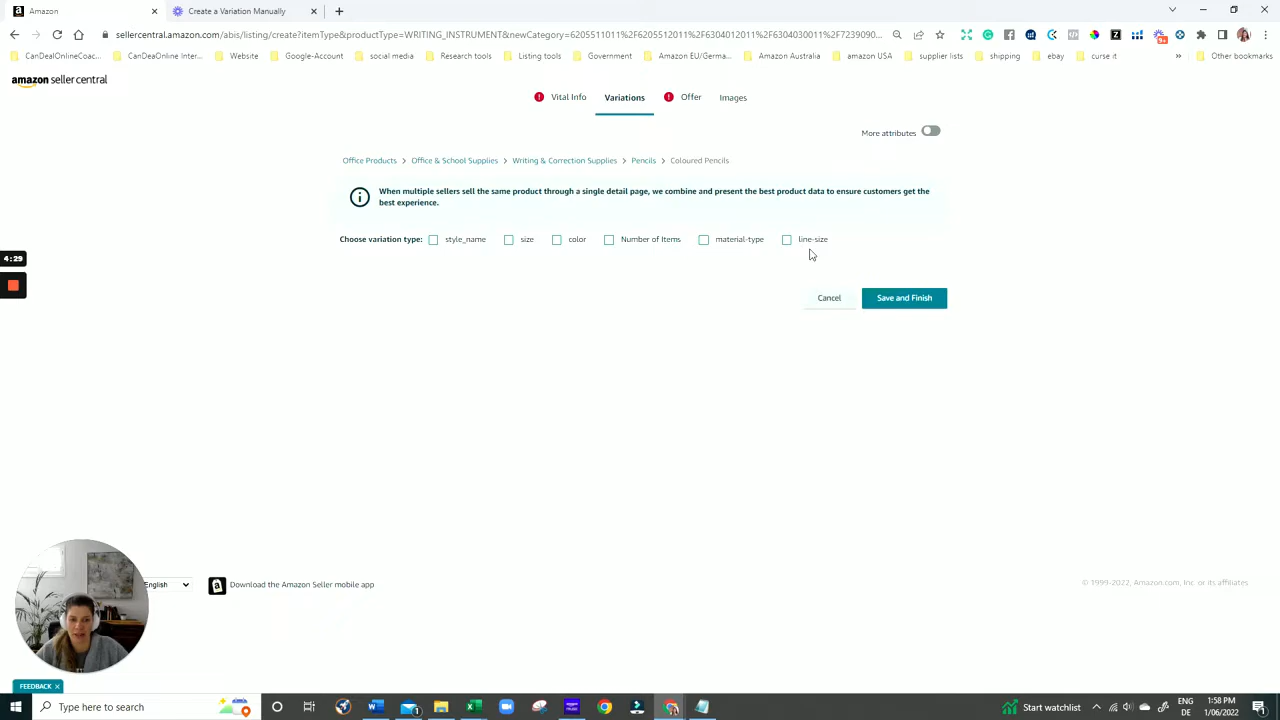 Amazon
Create a Variation Manually
sellercentral.amazon.com/abis/listing/create?itemType&productType=WRITING_INSTRUMENT&newCategory=6205511011%2F6205512011%2F6304012011%2F6304030011%2F7239090...
CanDealOnlineCoac...
CanDeaOnline Inter...
Website
Google-Account
social media
Research tools
Listing tools
Government
Amazon EU/Germa...
Amazon Australia
amazon USA
supplier lists
shipping
ebay
curse it
»
Other bookmarks
amazon seller central
Vital Info
Variations
Offer
Images
More attributes
Office Products > Office & School Supplies > Writing & Correction Supplies > Pencils > Coloured Pencils
When multiple sellers sell the same product through a single detail page, we combine and present the best product data to ensure customers get the
best experience.
Choose variation type: style_name size color Number of Items material-type line-size
4:29
Cancel
Save and Finish
English
Download the Amazon Seller mobile app
© 1999-2022, Amazon.com, Inc. or its affiliates
FEEDBACK ×
Type here to search
Start watchlist
ENG
DE
1:58 PM
1/06/2022